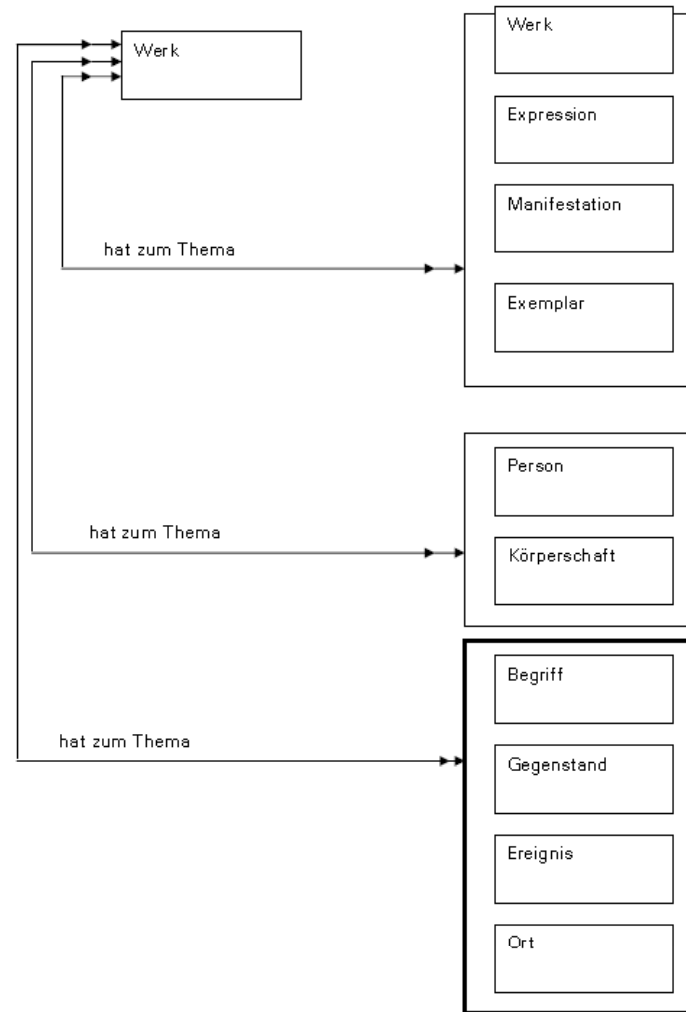 Werk
Werk
Expression
Manifestation
hat zum Thema
Exemplar
Person
hat zum Thema
Körperschaft
Begriff
hat zum Thema
Gegenstand
Ereignis
Ort